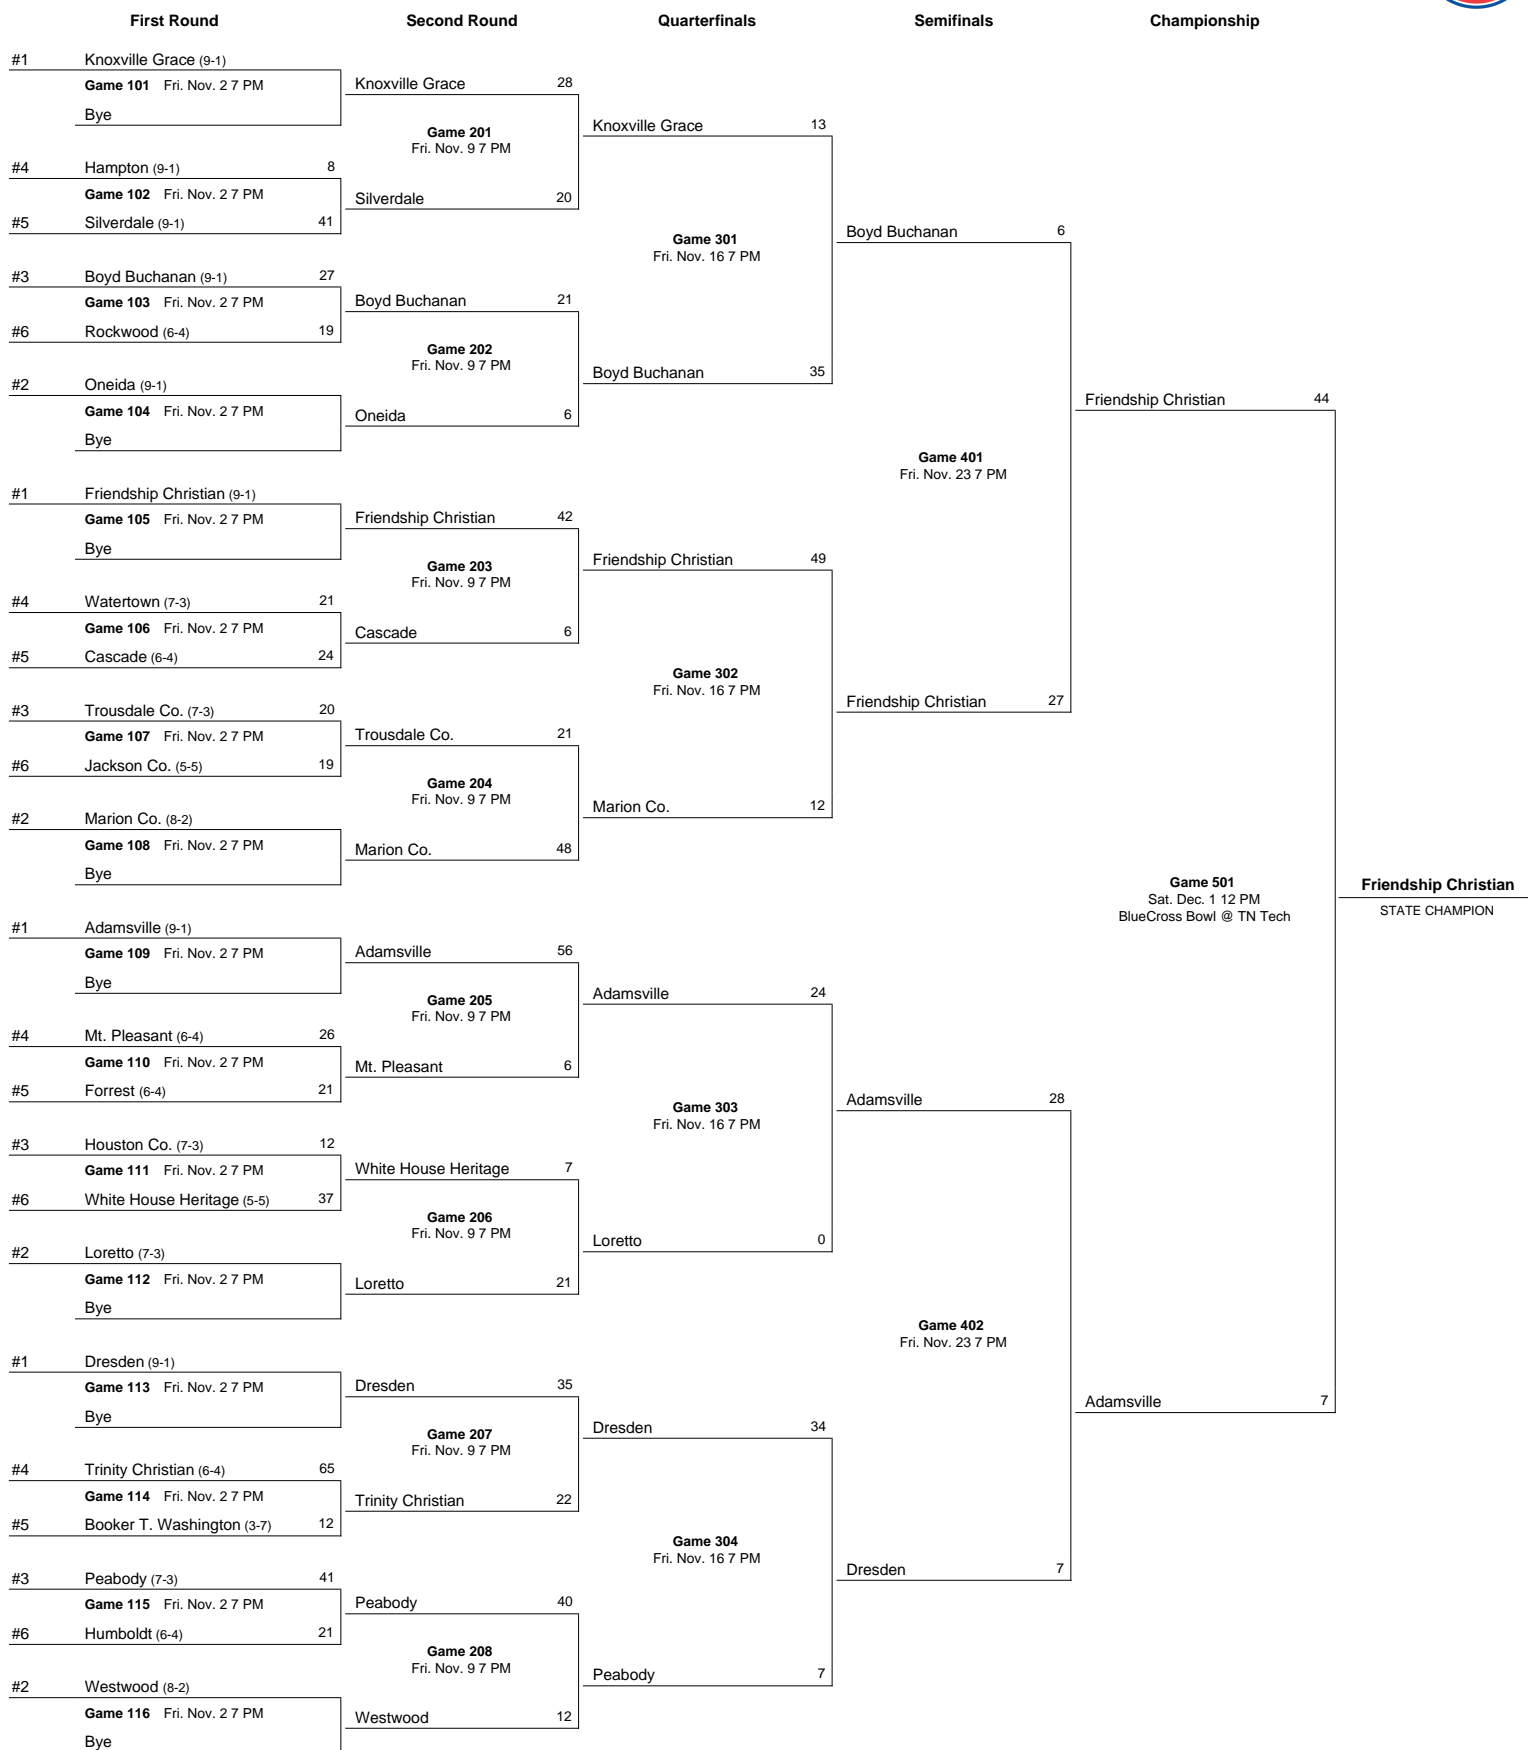 First Round Second Round Quarterfinals Semifinals Championship
#1 Knoxville Grace (9-1)
Game 101 Fri. Nov. 2 7 PM
Bye
#4 Hampton (9-1) 8
Game 102 Fri. Nov. 2 7 PM
#5 Silverdale (9-1) 41
#3 Boyd Buchanan (9-1) 27
Game 103 Fri. Nov. 2 7 PM
#6 Rockwood (6-4) 19
#2 Oneida (9-1)
Game 104 Fri. Nov. 2 7 PM
Bye
#1 Friendship Christian (9-1)
Game 105 Fri. Nov. 2 7 PM
Bye
#4 Watertown (7-3) 21
Game 106 Fri. Nov. 2 7 PM
#5 Cascade (6-4) 24
#3 Trousdale Co. (7-3) 20
Game 107 Fri. Nov. 2 7 PM
#6 Jackson Co. (5-5) 19
#2 Marion Co. (8-2)
Game 108 Fri. Nov. 2 7 PM
Bye
#1 Adamsville (9-1)
Game 109 Fri. Nov. 2 7 PM
Bye
#4 Mt. Pleasant (6-4) 26
Game 110 Fri. Nov. 2 7 PM
#5 Forrest (6-4) 21
#3 Houston Co. (7-3) 12
Game 111 Fri. Nov. 2 7 PM
#6 White House Heritage (5-5) 37
#2 Loretto (7-3)
Game 112 Fri. Nov. 2 7 PM
Bye
#1 Dresden (9-1)
Game 113 Fri. Nov. 2 7 PM
Bye
#4 Trinity Christian (6-4) 65
Game 114 Fri. Nov. 2 7 PM
#5 Booker T. Washington (3-7) 12
#3 Peabody (7-3) 41
Game 115 Fri. Nov. 2 7 PM
#6 Humboldt (6-4) 21
#2 Westwood (8-2)
Game 116 Fri. Nov. 2 7 PM
Bye
Knoxville Grace 28
Game 201
Fri. Nov. 9 7 PM
Silverdale 20
Boyd Buchanan 21
Game 202
Fri. Nov. 9 7 PM
Oneida 6
Friendship Christian 42
Game 203
Fri. Nov. 9 7 PM
Cascade 6
Trousdale Co. 21
Game 204
Fri. Nov. 9 7 PM
Marion Co. 48
Adamsville 56
Game 205
Fri. Nov. 9 7 PM
Mt. Pleasant 6
White House Heritage 7
Game 206
Fri. Nov. 9 7 PM
Loretto 21
Dresden 35
Game 207
Fri. Nov. 9 7 PM
Trinity Christian 22
Peabody 40
Game 208
Fri. Nov. 9 7 PM
Westwood 12
Knoxville Grace 13
Game 301
Fri. Nov. 16 7 PM
Boyd Buchanan 35
Friendship Christian 49
Game 302
Fri. Nov. 16 7 PM
Marion Co. 12
Adamsville 24
Game 303
Fri. Nov. 16 7 PM
Loretto 0
Dresden 34
Game 304
Fri. Nov. 16 7 PM
Peabody 7
Boyd Buchanan 6
Game 401
Fri. Nov. 23 7 PM
Friendship Christian 27
Adamsville 28
Game 402
Fri. Nov. 23 7 PM
Dresden 7
Friendship Christian 44
Game 501
Sat. Dec. 1 12 PM
BlueCross Bowl @ TN Tech
Adamsville 7
Friendship Christian
STATE CHAMPION